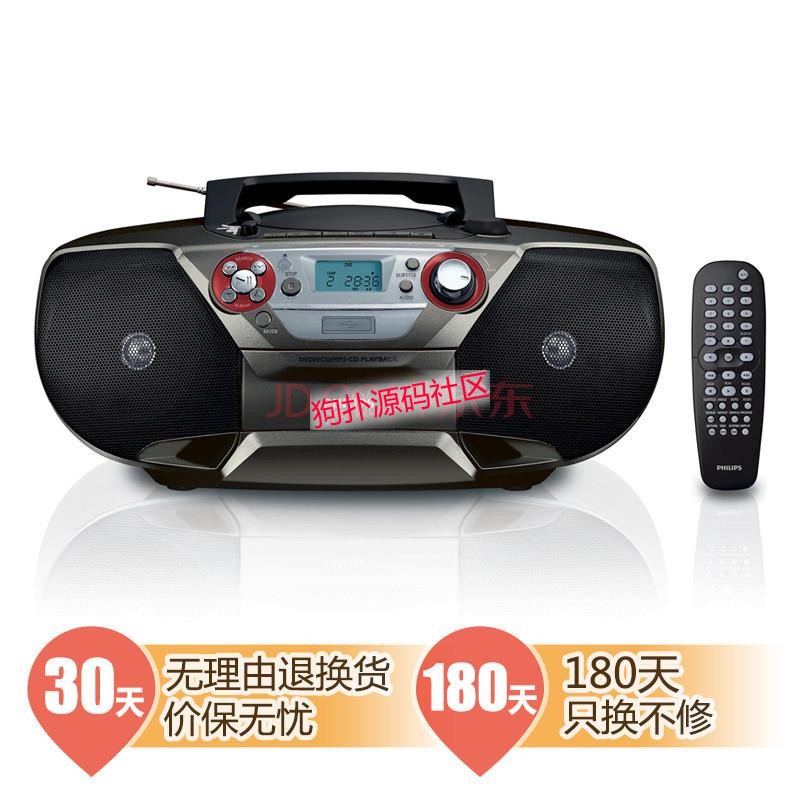 SEARCH
STOP
ALBUM
MODE
2 2836
SUBTITLE
AUDIO
DVD/VCD/MP3-CD PLAYBACK
狗扑源码社区
PHILIPS
30天
无理由退换货
价保无忧
180天
180天
只换不修